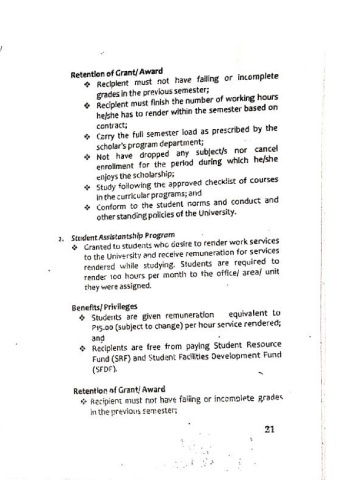 Retention of Grant/ Award
❖ Recipient must not have failing or incomplete
grades in the previous semester;
❖ Recipient must finish the number of working hours
he/she has to render within the semester based on
contract;
❖ Carry the full semester load as prescribed by the
scholar's program department;
❖ Not have dropped any subject/s nor cancel
enrollment for the period during which he/she
enjoys the scholarship;
❖ Study following the approved checklist of courses
in the curricular programs; and
❖ Conform to the student norms and conduct and
other standing policies of the University.
2. Student Assistantship Program
❖ Granted to students who desire to render work services
to the University and receive remuneration for services
rendered while studying. Students are required to
render 100 hours per month to the office/ area/ unit
they were assigned.
Benefits/ Privileges
❖ Students are given remuneration equivalent to
P15.00 (subject to change) per hour service rendered;
and
❖ Recipients are free from paying Student Resource
Fund (SRF) and Student Facilities Development Fund
(SFDF).
Retention of Grant/ Award
❖ Recipient must not have failing or incomplete grades
in the previous semester;
21